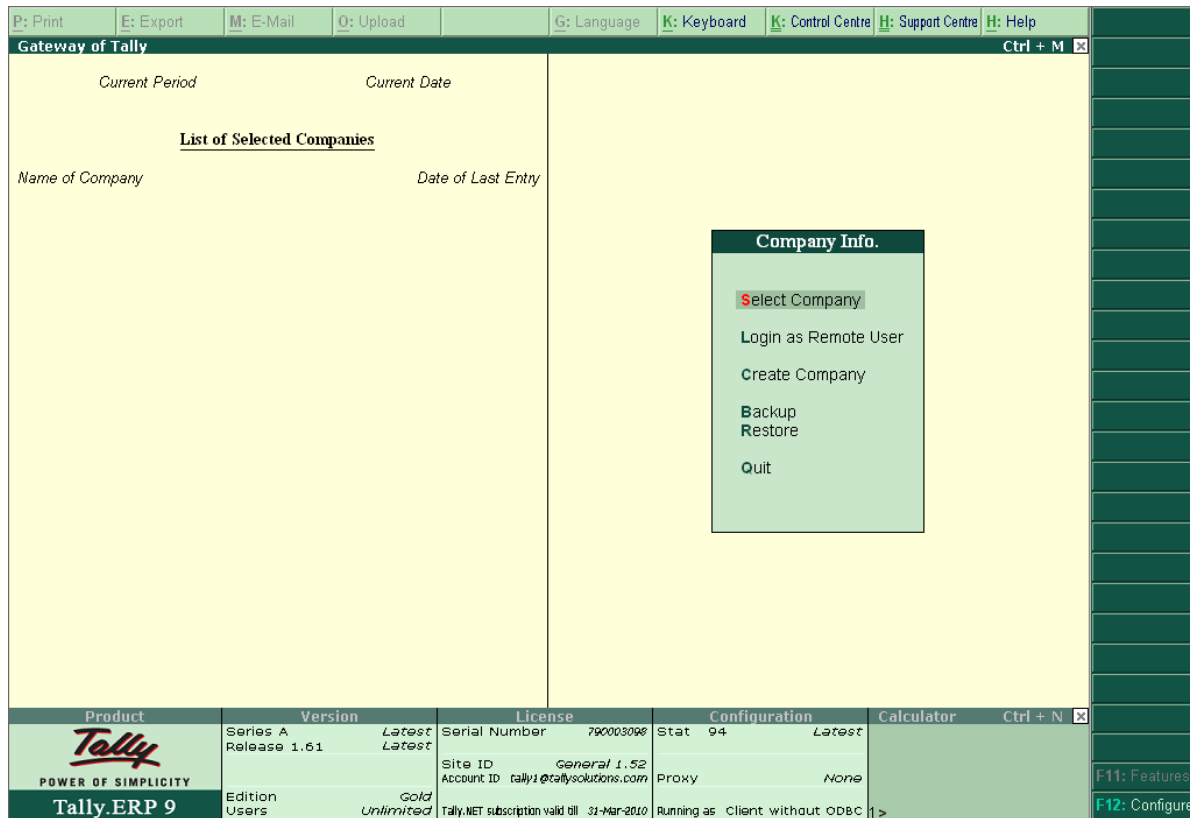 P: Print E: Export M: E-Mail O: Upload G: Language K: Keyboard K: Control Centre H: Support Centre H: Help
Gateway of Tally Ctrl + M
Current Period Current Date
List of Selected Companies
Name of Company Date of Last Entry
Company Info.
Select Company
Login as Remote User
Create Company
Backup
Restore
Quit
Product Version License Configuration Calculator Ctrl + N
Tally
POWER OF SIMPLICITY
Tally.ERP 9
Series A Latest
Release 1.61 Latest
Edition Gold
Users Unlimited
Serial Number 790003098
Site ID General 1.52
Account ID tally1@tallysolutions.com
Tally.NET subscription valid till 31-Mar-2010
Stat 94 Latest
Proxy None
Running as Client without ODBC
1 >
F11: Features
F12: Configure